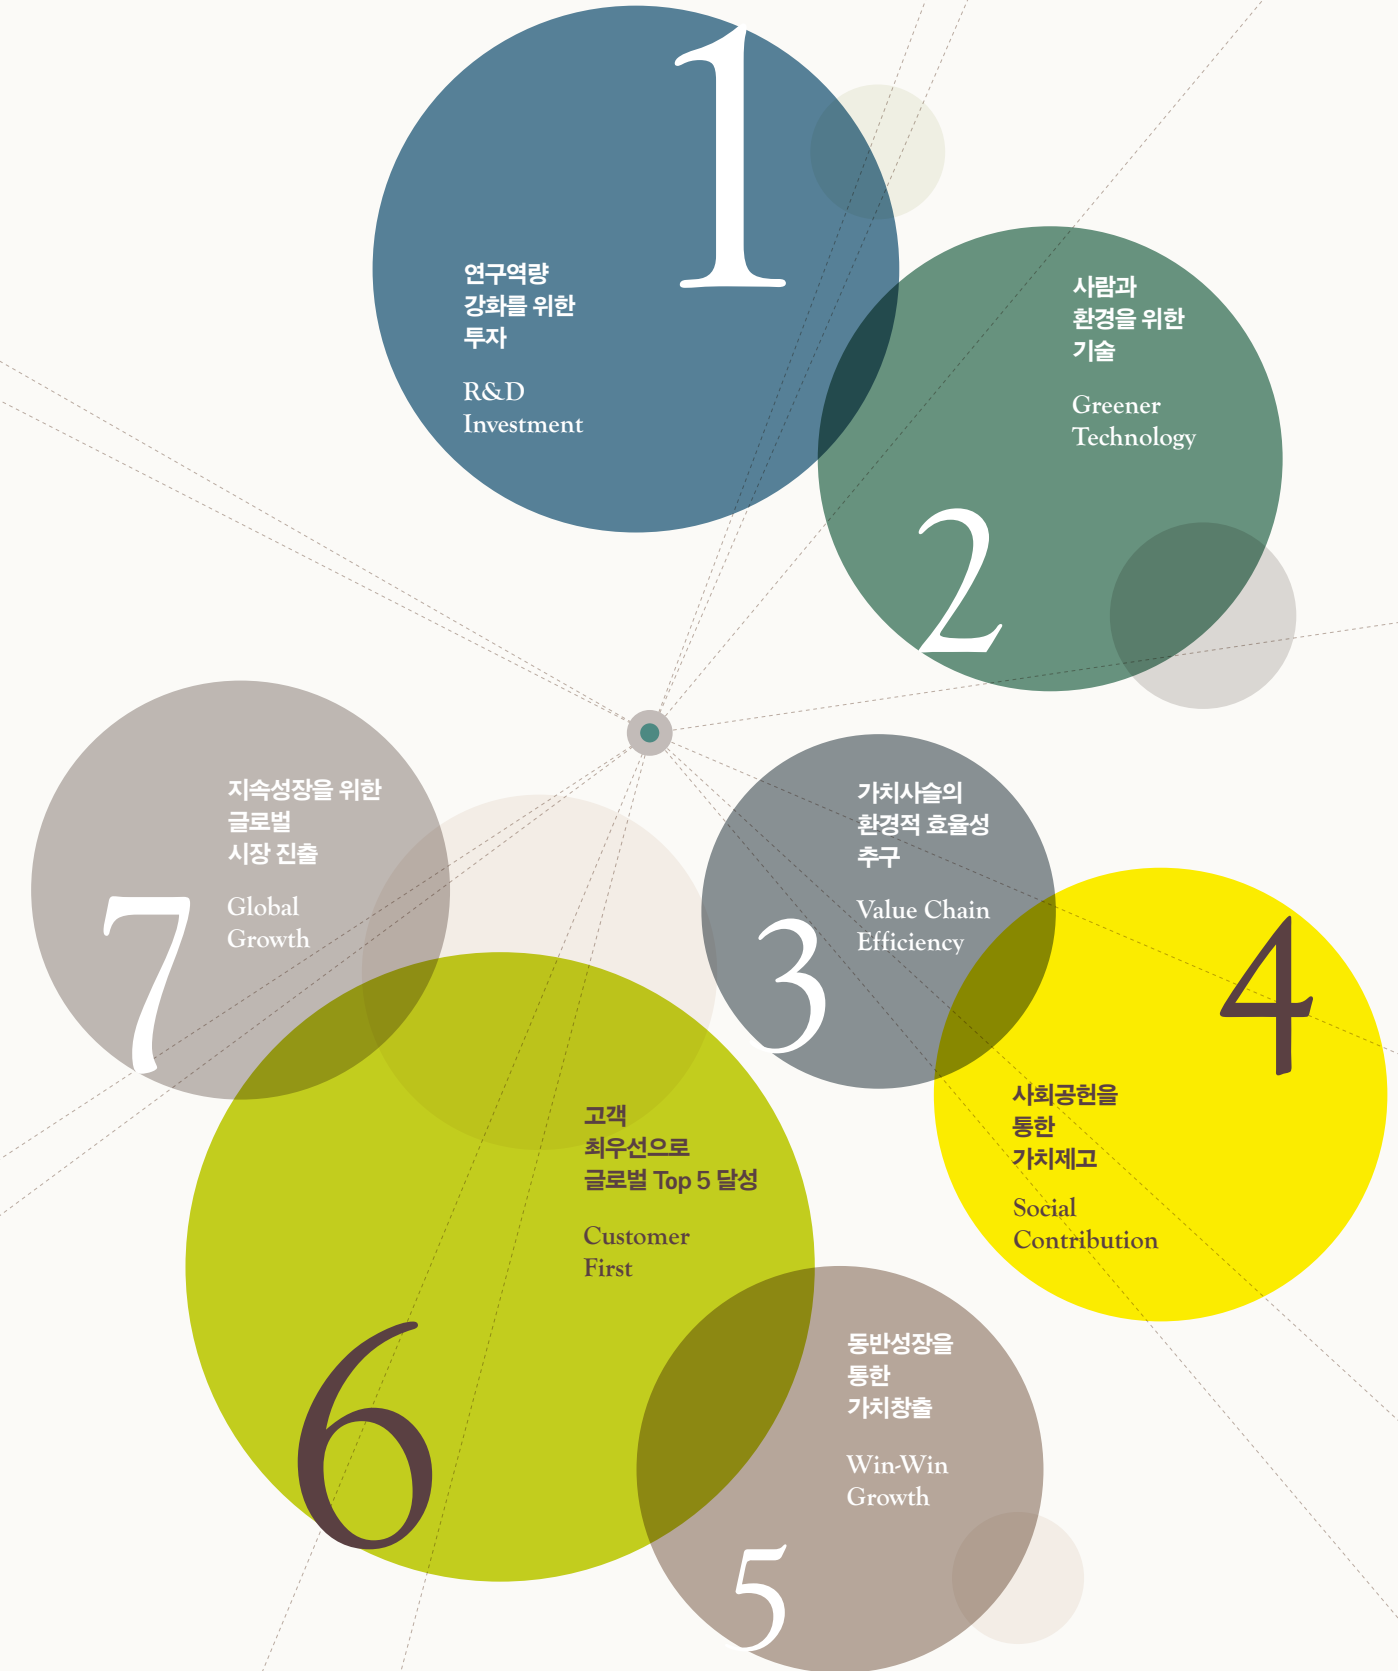 1
연구역량
강화를 위한
투자
R&D
Investment
사람과
환경을 위한
기술
Greener
Technology
2
가치사슬의
환경적 효율성
추구
Value Chain
Efficiency
3
4
사회공헌을
통한
가치제고
Social
Contribution
동반성장을
통한
가치창출
Win-Win
Growth
5
고객
최우선으로
글로벌 Top 5 달성
Customer
First
6
지속성장을 위한
글로벌
시장 진출
Global
Growth
7